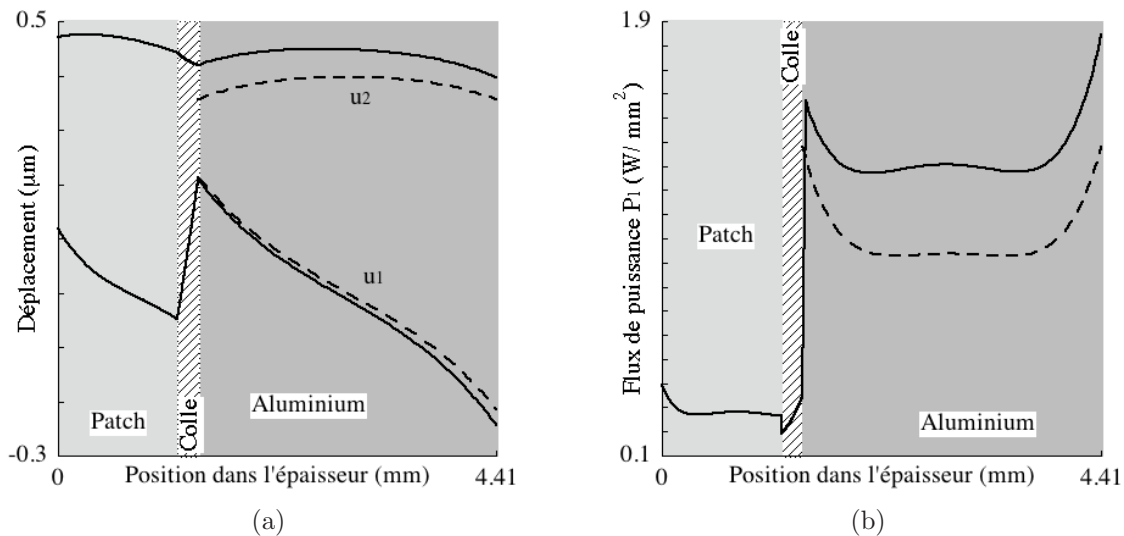 0.5
Déplacement (μm)
-0.3
u2
u1
Patch
Colle
Aluminium
0
Position dans l'épaisseur (mm)
4.41
(a)
1.9
Flux de puissance P1 (W/ mm²)
0.1
Colle
Patch
Aluminium
0
Position dans l'épaisseur (mm)
4.41
(b)